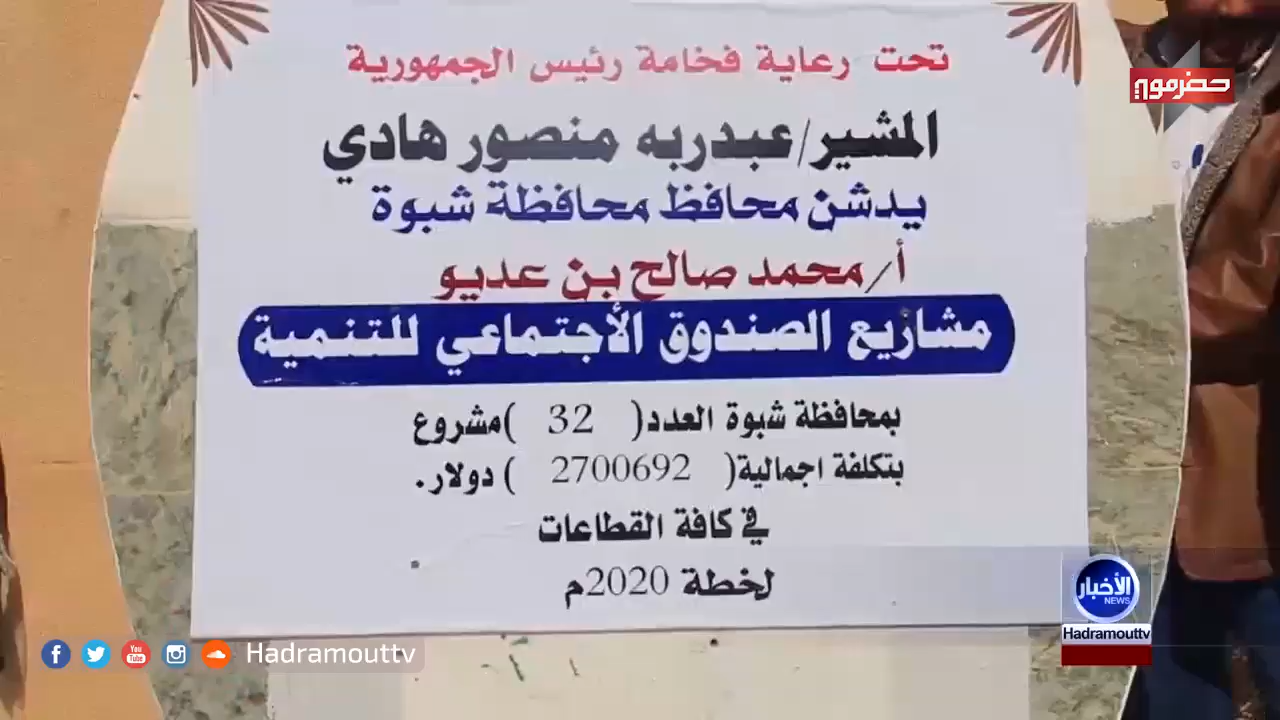 تحت رعاية فخامة رئيس الجمهورية
المشير/عبدربه منصور هادي
يدشن محافظ محافظة شبوة
أ/محمد صالح بن عديو
مشاريع الصندوق الأجتماعي للتنمية
بمحافظة شبوة العدد( 32 )مشروع
بتكلفة اجمالية( 2700692 ) دولار.
في كافة القطاعات
لخطة 2020م
حضرموت
الأخبار
NEWS
Hadramouttv
You
Tube
Hadramouttv